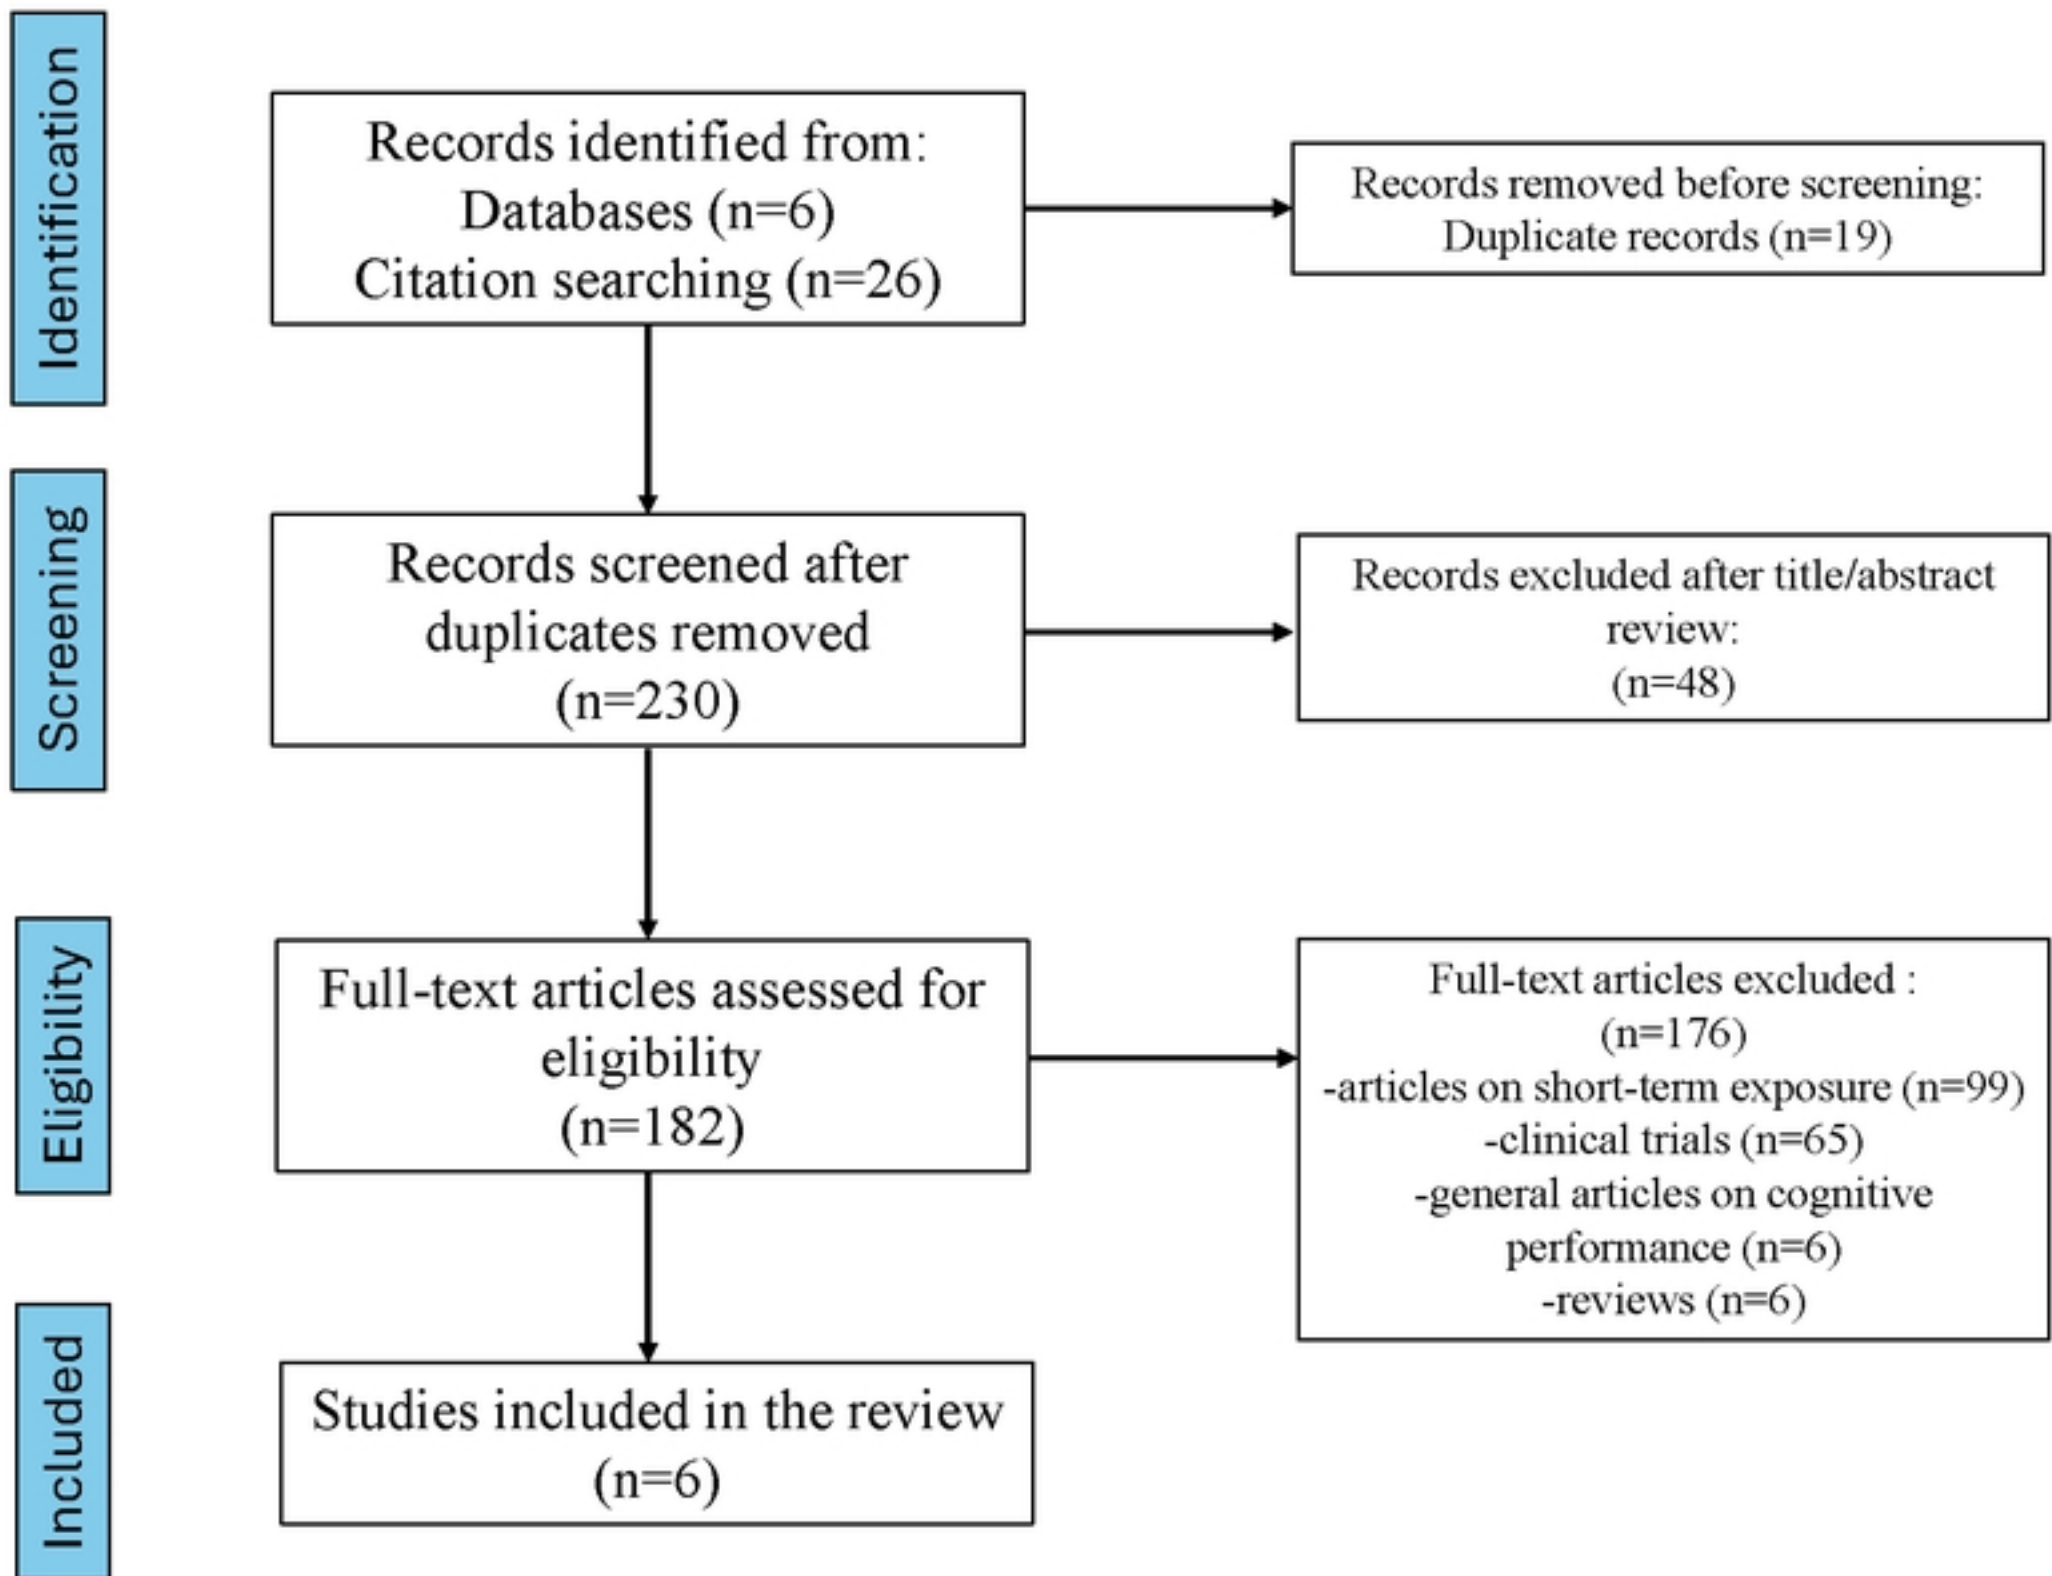 Identification
Records identified from:
Databases (n=6)
Citation searching (n=26)
Records removed before screening:
Duplicate records (n=19)
Screening
Records screened after
duplicates removed
(n=230)
Records excluded after title/abstract
review:
(n=48)
Eligibility
Full-text articles assessed for
eligibility
(n=182)
Full-text articles excluded :
(n=176)
-articles on short-term exposure (n=99)
-clinical trials (n=65)
-general articles on cognitive
performance (n=6)
-reviews (n=6)
Included
Studies included in the review
(n=6)